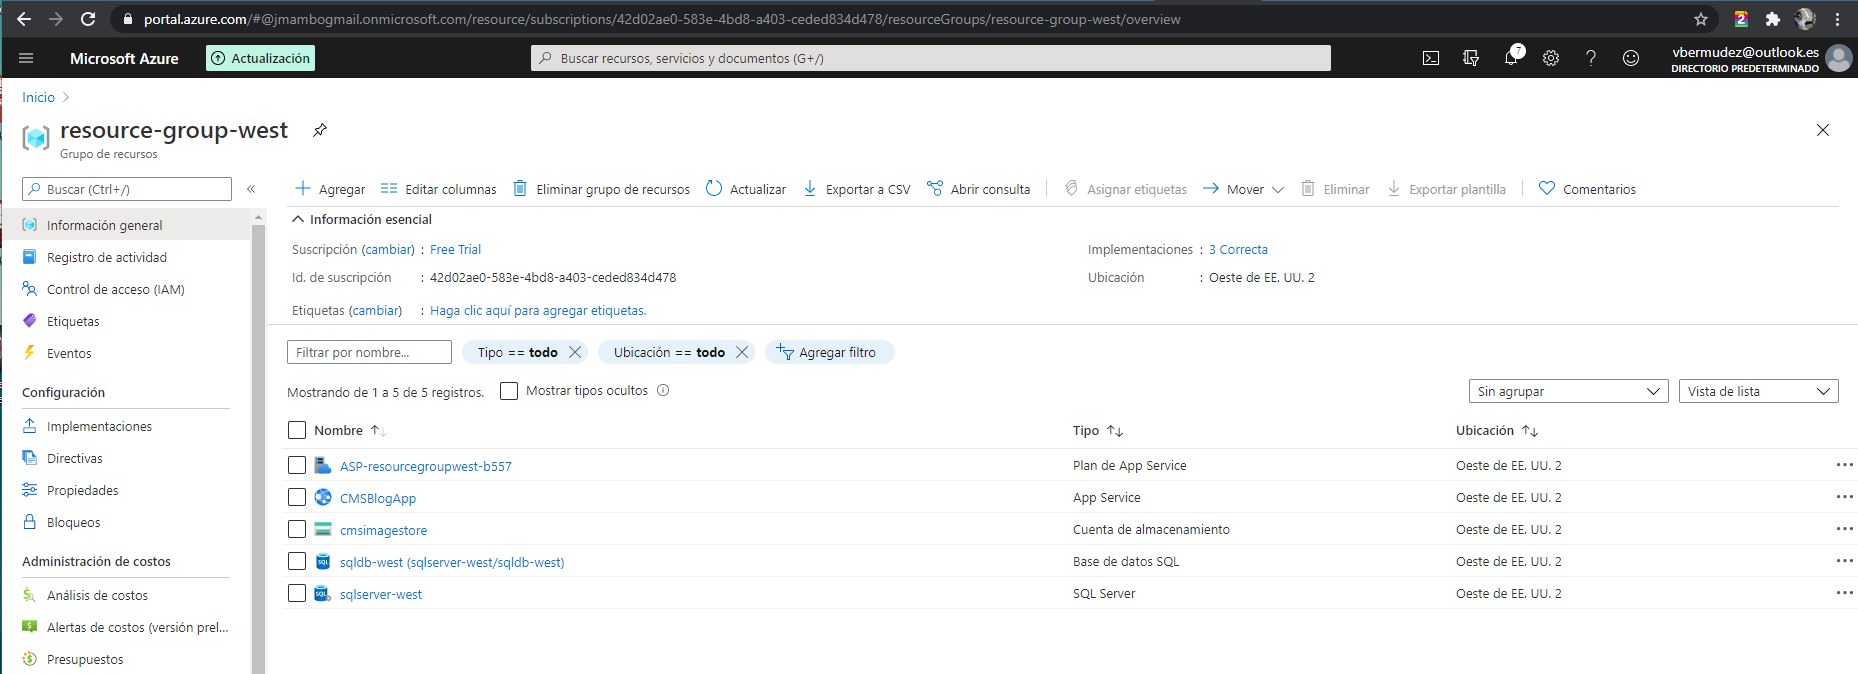 portal.azure.com/#@jmambogmail.onmicrosoft.com/resource/subscriptions/42d02ae0-583e-4bd8-a403-ceded834d478/resourceGroups/resource-group-west/overview
2
Microsoft Azure
Actualización
Buscar recursos, servicios y documentos (G+/)
7
vbermudez@outlook.es
DIRECTORIO PREDETERMINADO
Inicio
resource-group-west
Grupo de recursos
Buscar (Ctrl+/)
Agregar
Editar columnas
Eliminar grupo de recursos
Actualizar
Exportar a CSV
Abrir consulta
Asignar etiquetas
Mover
Eliminar
Exportar plantilla
Comentarios
Información general
Registro de actividad
Control de acceso (IAM)
Etiquetas
Eventos
Configuración
Implementaciones
Directivas
Propiedades
Bloqueos
Administración de costos
Análisis de costos
Alertas de costos (versión prel...
Presupuestos
Información esencial
Suscripción (cambiar) : Free Trial
Id. de suscripción : 42d02ae0-583e-4bd8-a403-ceded834d478
Etiquetas (cambiar) : Haga clic aquí para agregar etiquetas.
Implementaciones : 3 Correcta
Ubicación : Oeste de EE. UU. 2
Filtrar por nombre...
Tipo == todo
Ubicación == todo
Agregar filtro
Mostrando de 1 a 5 de 5 registros.
Mostrar tipos ocultos
Sin agrupar
Vista de lista
Nombre Tipo Ubicación
ASP-resourcegroupwest-b557 Plan de App Service Oeste de EE. UU. 2
CMSBlogApp App Service Oeste de EE. UU. 2
cmsimagestore Cuenta de almacenamiento Oeste de EE. UU. 2
SQL sqldb-west (sqlserver-west/sqldb-west) Base de datos SQL Oeste de EE. UU. 2
SQL sqlserver-west SQL Server Oeste de EE. UU. 2